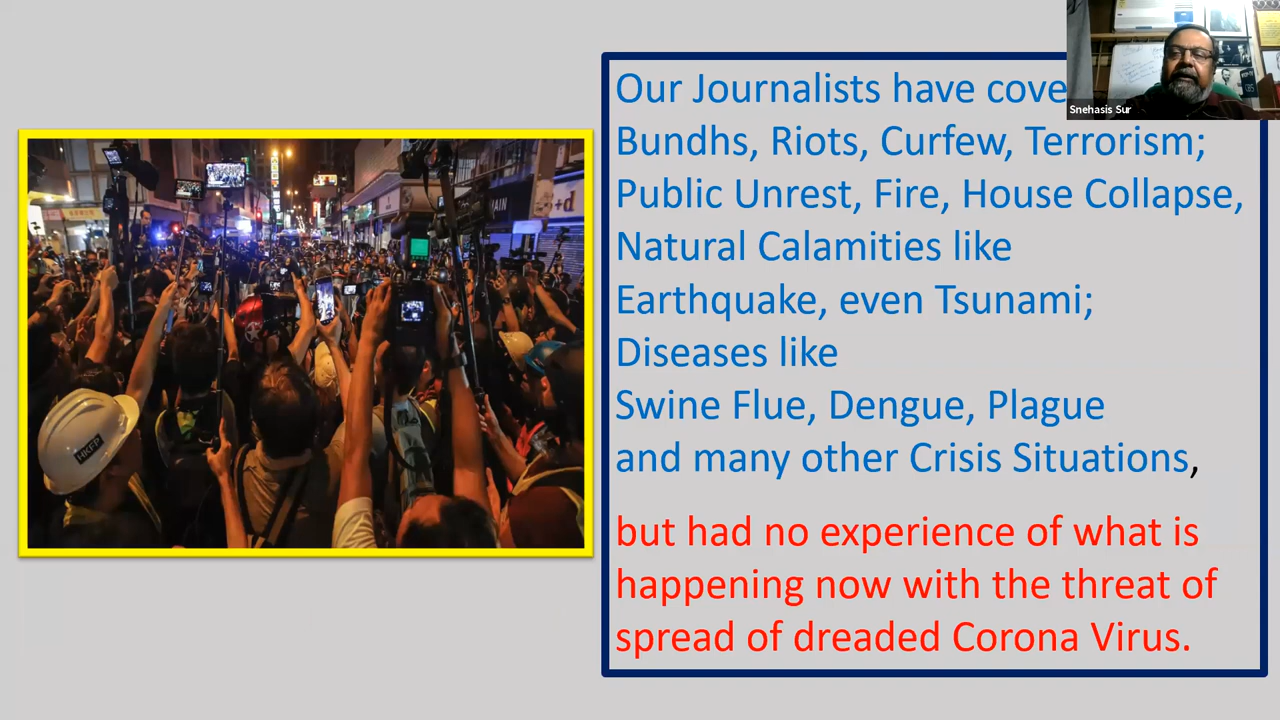 Our Journalists have cove
Bundhs, Riots, Curfew, Terrorism;
Public Unrest, Fire, House Collapse,
Natural Calamities like
Earthquake, even Tsunami;
Diseases like
Swine Flue, Dengue, Plague
and many other Crisis Situations,
but had no experience of what is
happening now with the threat of
spread of dreaded Corona Virus.
Snehasis Sur
HKFP